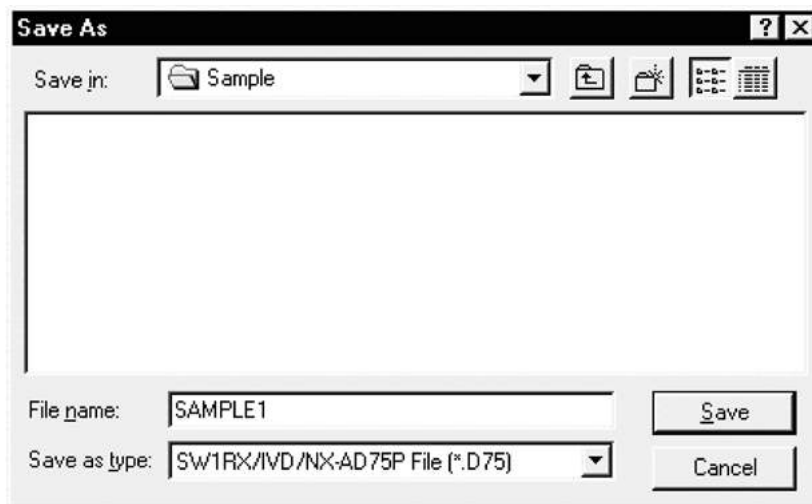 Save As
Save in: Sample
File name: SAMPLE1
Save
Save as type: SW1RX/IVD/NX-AD75P File (*.D75)
Cancel